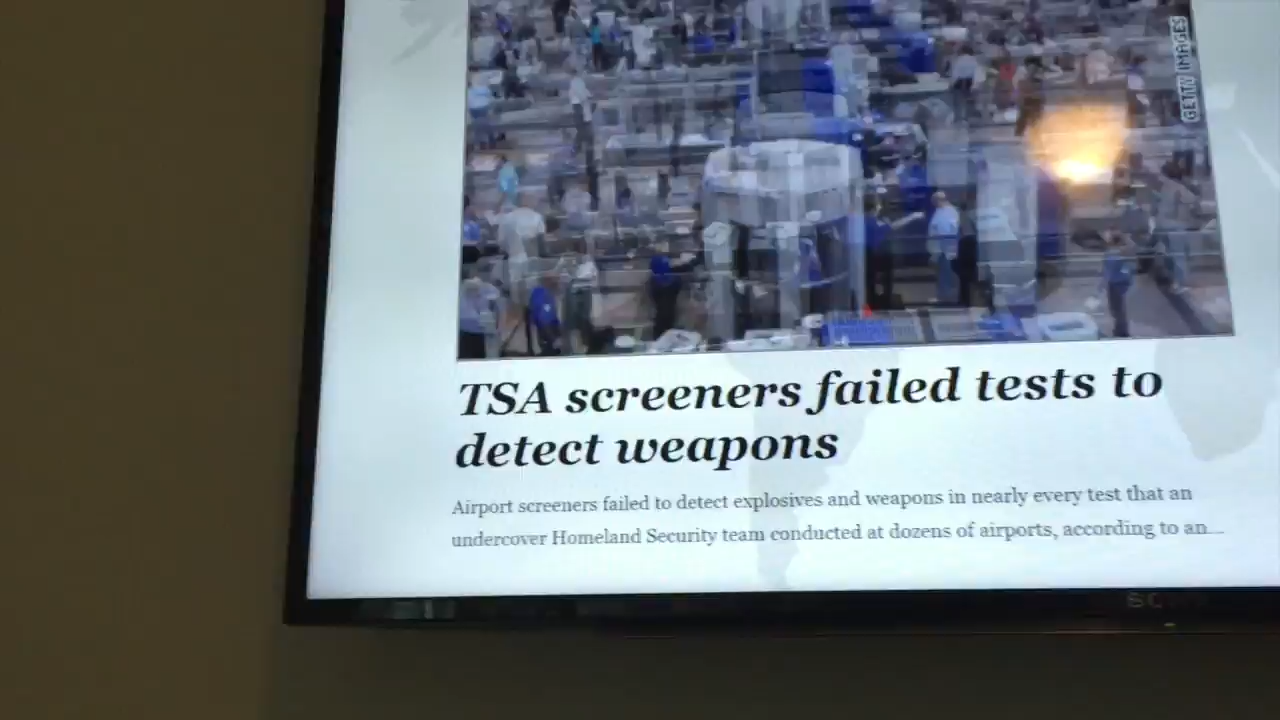 GETTY IMAGES
TSA screeners failed tests to
detect weapons
Airport screeners failed to detect explosives and weapons in nearly every test that an
undercover Homeland Security team conducted at dozens of airports, according to an...